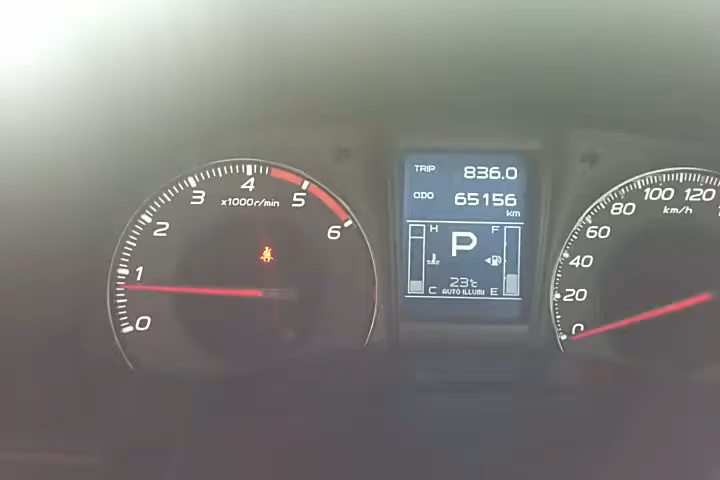 0
1
2
3
4
5
6
x1000r/min
TRIP 836.0
ODO 65156
km
H F
P
C E
23℃
AUTO ILLUMI
0
20
40
60
80
100
120
km/h